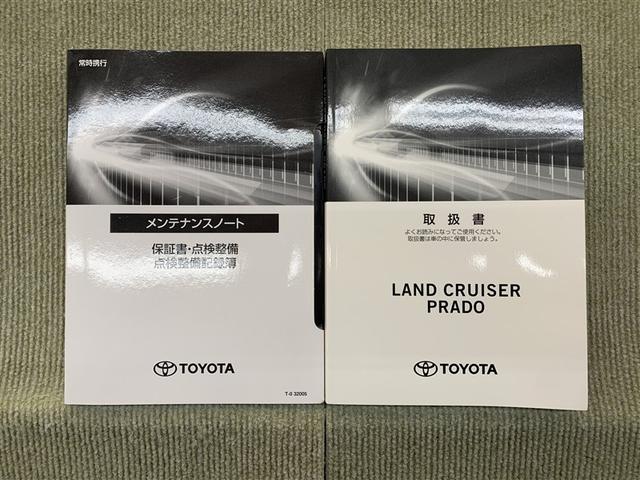 常時携行
メンテナンスノート
保証書・点検整備
点検整備記録簿
TOYOTA
T-0 32005
取扱書
よくお読みになってご使用ください。
取扱書は車の中に保管しましょう。
LAND CRUISER
PRADO
TOYOTA